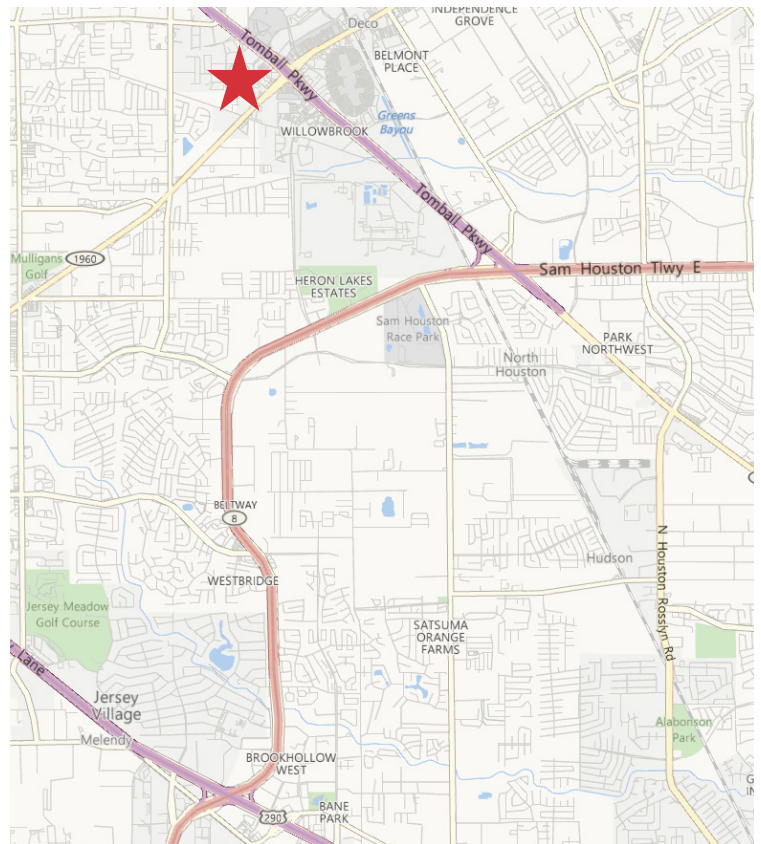 INDEPENDENCE
GROVE
Deco
Tomball Pkwy
BELMONT
PLACE
Greens
Bayou
WILLOWBROOK
Tomball Pkwy
1960
Mulligans
Golf
Sam Houston Tlwy E
HERON LAKES
ESTATES
Sam Houston
Race Park
PARK
NORTHWEST
North
Houston
BELTWAY
8
N Houston Rosslyn Rd
Hudson
WESTBRIDGE
Jersey Meadow
Golf Course
SATSUMA
ORANGE
FARMS
Lane
Jersey
Village
Alabonson
Park
Melendy
BROOKHOLLOW
WEST
BANE
PARK
290